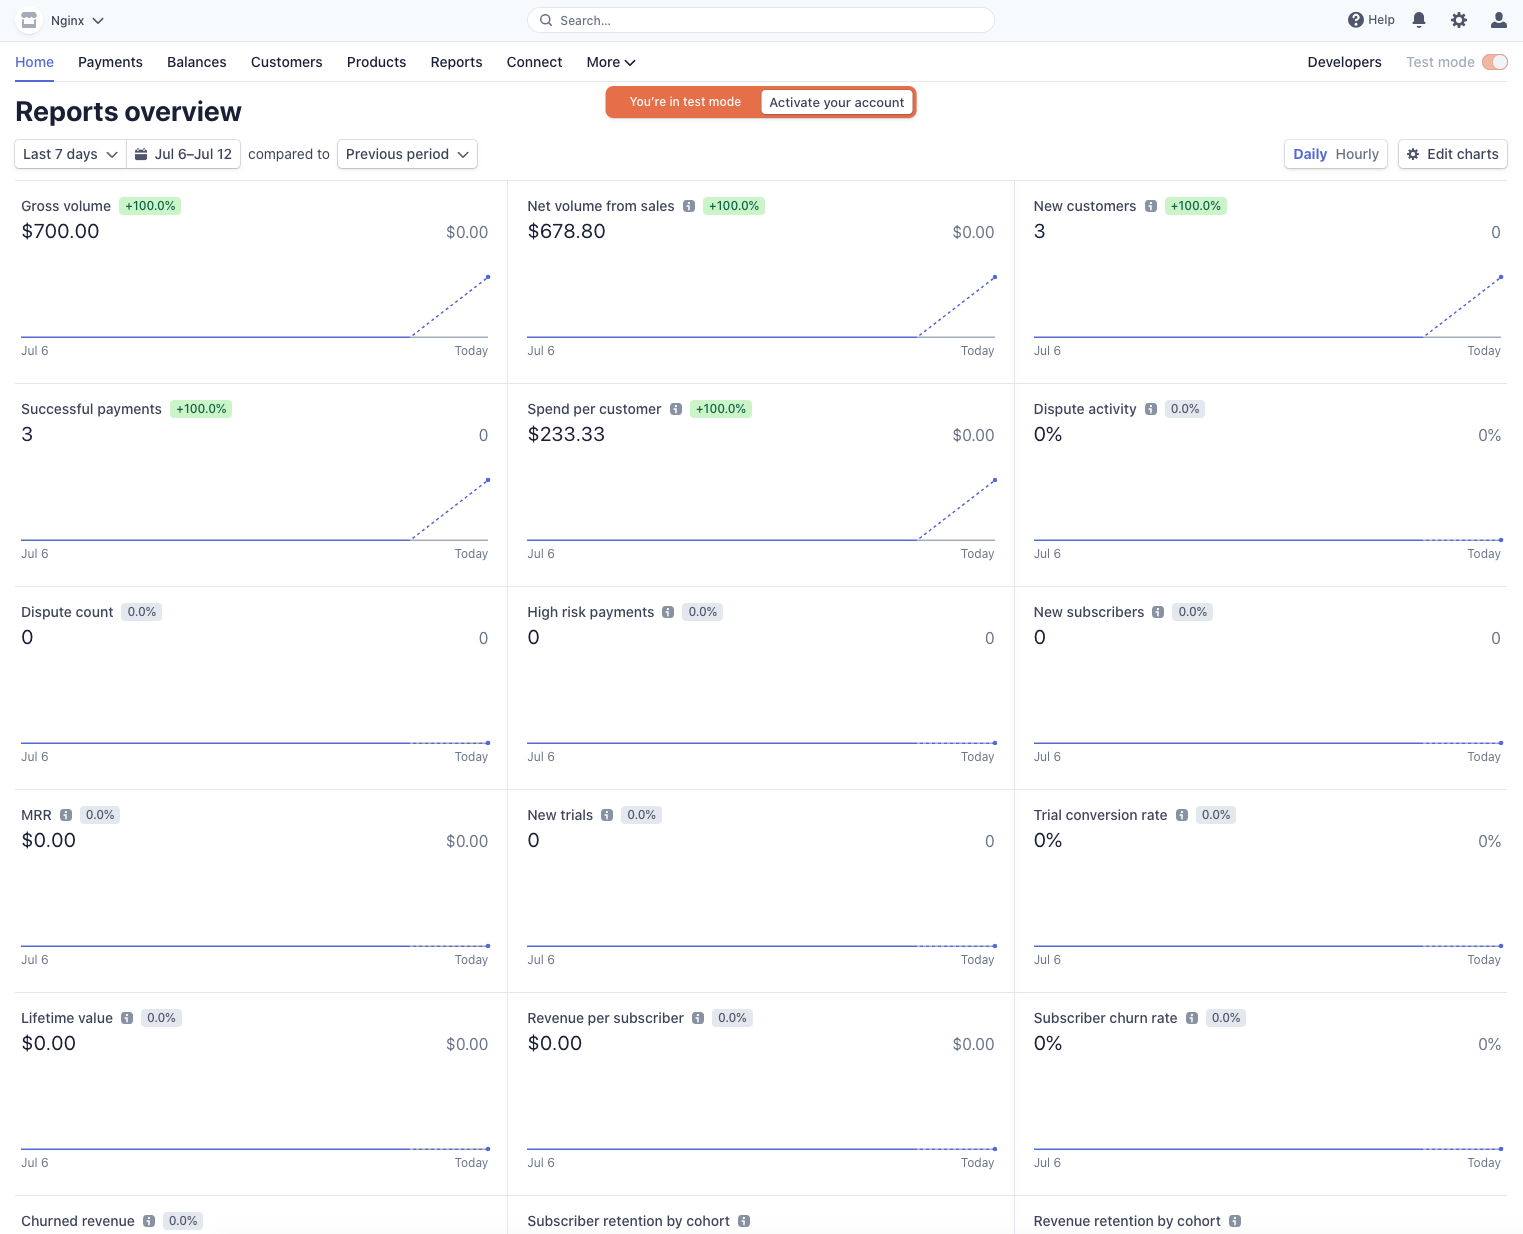 Nginx
Search...
Help
Home Payments Balances Customers Products Reports Connect More
Developers Test mode
Reports overview
You're in test mode Activate your account
Last 7 days Jul 6–Jul 12 compared to Previous period
Daily Hourly Edit charts
Gross volume +100.0%
$700.00 $0.00
Jul 6 Today
Net volume from sales +100.0%
$678.80 $0.00
Jul 6 Today
New customers +100.0%
3 0
Jul 6 Today
Successful payments +100.0%
3 0
Jul 6 Today
Spend per customer +100.0%
$233.33 $0.00
Jul 6 Today
Dispute activity 0.0%
0% 0%
Jul 6 Today
Dispute count 0.0%
0 0
Jul 6 Today
High risk payments 0.0%
0 0
Jul 6 Today
New subscribers 0.0%
0 0
Jul 6 Today
MRR 0.0%
$0.00 $0.00
Jul 6 Today
New trials 0.0%
0 0
Jul 6 Today
Trial conversion rate 0.0%
0% 0%
Jul 6 Today
Lifetime value 0.0%
$0.00 $0.00
Jul 6 Today
Revenue per subscriber 0.0%
$0.00 $0.00
Jul 6 Today
Subscriber churn rate 0.0%
0% 0%
Jul 6 Today
Churned revenue 0.0%
Subscriber retention by cohort
Revenue retention by cohort